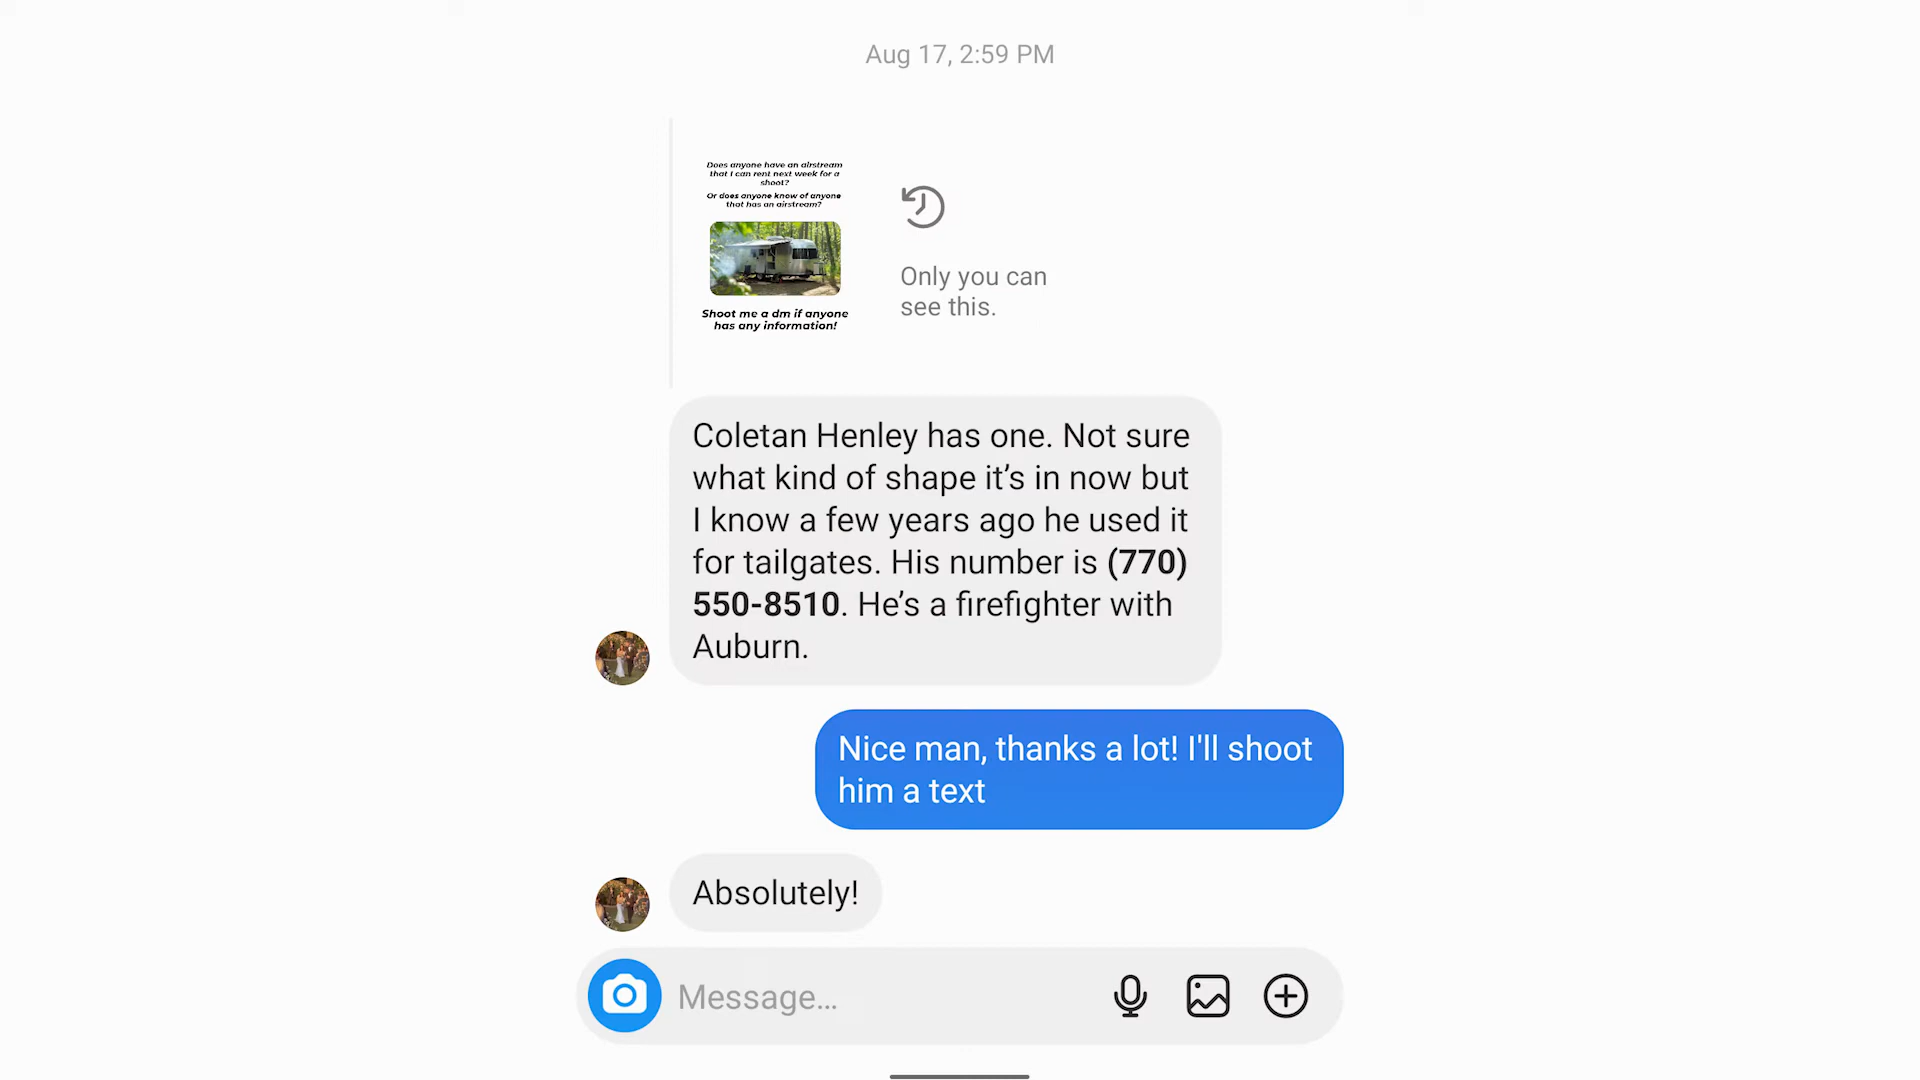 Aug 17, 2:59 PM
Does anyone have an airstream
that I can rent next week for a
shoot?
Or does anyone know of anyone
that has an airstream?
Shoot me a dm if anyone
has any information!
Only you can
see this.
Coletan Henley has one. Not sure
what kind of shape it’s in now but
I know a few years ago he used it
for tailgates. His number is (770)
550-8510. He’s a firefighter with
Auburn.
Nice man, thanks a lot! I'll shoot
him a text
Absolutely!
Message…